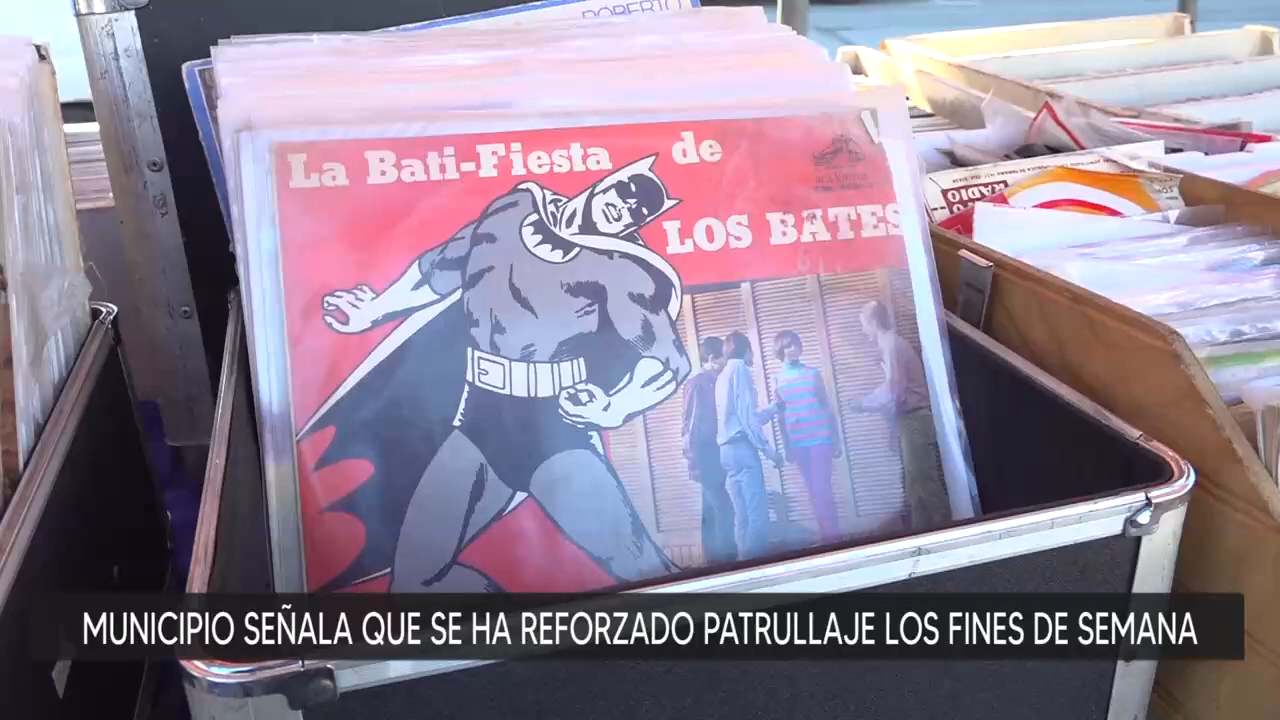 ROBERTO
La Bati-Fiesta de
LOS BATES
RADIO
MUNICIPIO SEÑALA QUE SE HA REFORZADO PATRULLAJE LOS FINES DE SEMANA